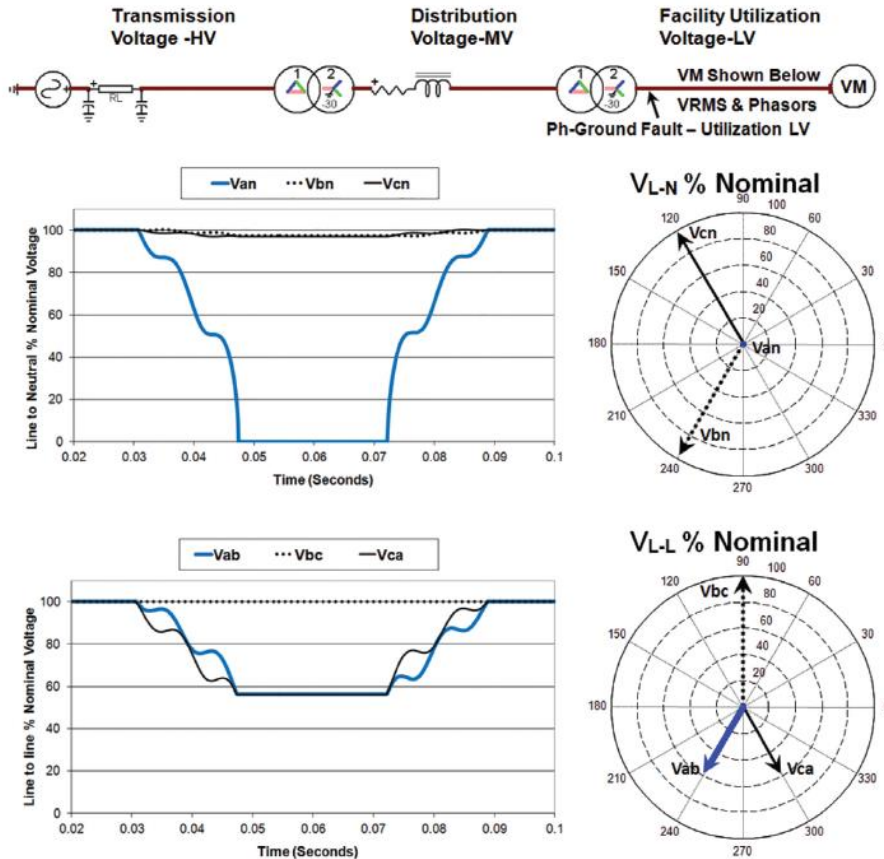 Transmission
Voltage -HV
Distribution
Voltage-MV
Facility Utilization
Voltage-LV
1
2
-30
+
RL
+
1
2
-30
VM Shown Below
VRMS & Phasors
VM
Ph-Ground Fault – Utilization LV
Van
Vbn
Vcn
Line to Neutral % Nominal Voltage
100
80
60
40
20
0
0.02
0.03
0.04
0.05
0.06
0.07
0.08
0.09
0.1
Time (Seconds)
VL-N % Nominal
90
100
120
60
80
60
40
20
150
30
180
210
330
240
300
270
Vcn
Van
Vbn
Vab
Vbc
Vca
Line to line % Nominal Voltage
100
80
60
40
20
0
0.02
0.03
0.04
0.05
0.06
0.07
0.08
0.09
0.1
Time (Seconds)
VL-L % Nominal
90
100
120
60
80
60
40
20
150
30
180
210
330
240
300
270
Vbc
Vab
Vca